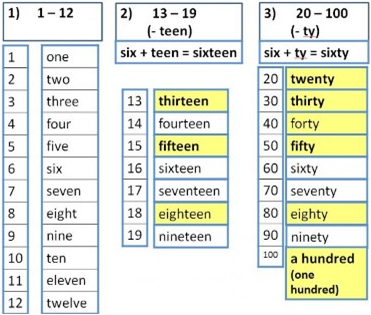 1) 1 – 12
1 one
2 two
3 three
4 four
5 five
6 six
7 seven
8 eight
9 nine
10 ten
11 eleven
12 twelve
2) 13 – 19
(- teen)
six + teen = sixteen
13 thirteen
14 fourteen
15 fifteen
16 sixteen
17 seventeen
18 eighteen
19 nineteen
3) 20 – 100
(- ty)
six + ty = sixty
20 twenty
30 thirty
40 forty
50 fifty
60 sixty
70 seventy
80 eighty
90 ninety
100 a hundred
(one
hundred)